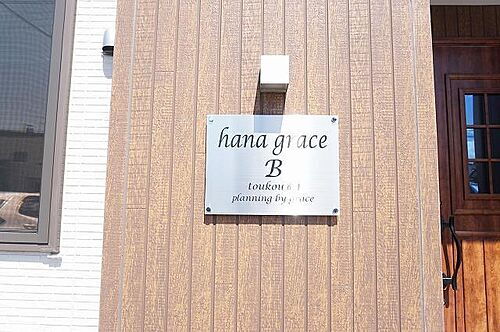 hana grace
B
toukou 6.1
planning by grace